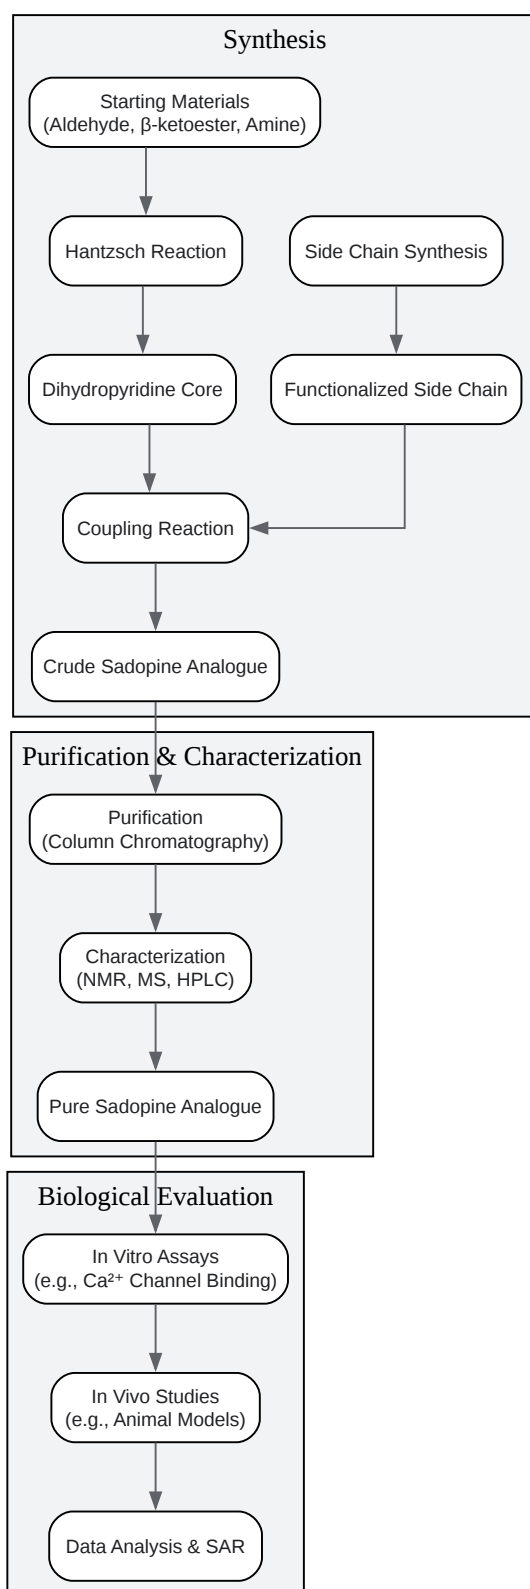 Synthesis
Starting Materials
(Aldehyde, β-ketoester, Amine)
Hantzsch Reaction
Side Chain Synthesis
Dihydropyridine Core
Functionalized Side Chain
Coupling Reaction
Crude Sadopine Analogue
Purification & Characterization
Purification
(Column Chromatography)
Characterization
(NMR, MS, HPLC)
Pure Sadopine Analogue
Biological Evaluation
In Vitro Assays
(e.g., Ca²⁺ Channel Binding)
In Vivo Studies
(e.g., Animal Models)
Data Analysis & SAR